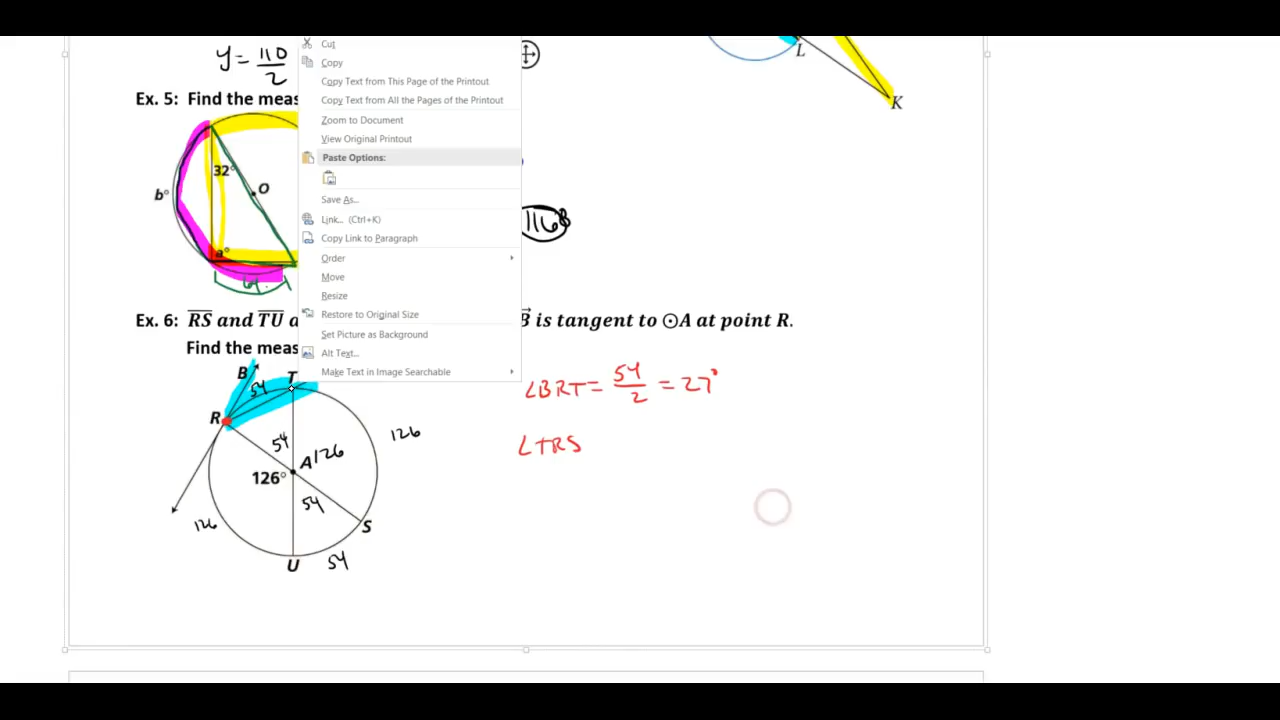 y = 110/2
L
K
Cut
Copy
Copy Text from This Page of the Printout
Copy Text from All the Pages of the Printout
Zoom to Document
View Original Printout
Paste Options:
Save As...
Link... (Ctrl+K)
Copy Link to Paragraph
Order
Move
Resize
Restore to Original Size
Set Picture as Background
Alt Text...
Make Text in Image Searchable
Ex. 5: Find the meas
32°
b°
O
a°
64
116
Ex. 6: RS and TU a
B is tangent to ⊙A at point R.
Find the meas
B
54
T
R
54
A
126
126
126°
54
S
126
U
54
∠BRT = 54/2 = 27°
∠TRS